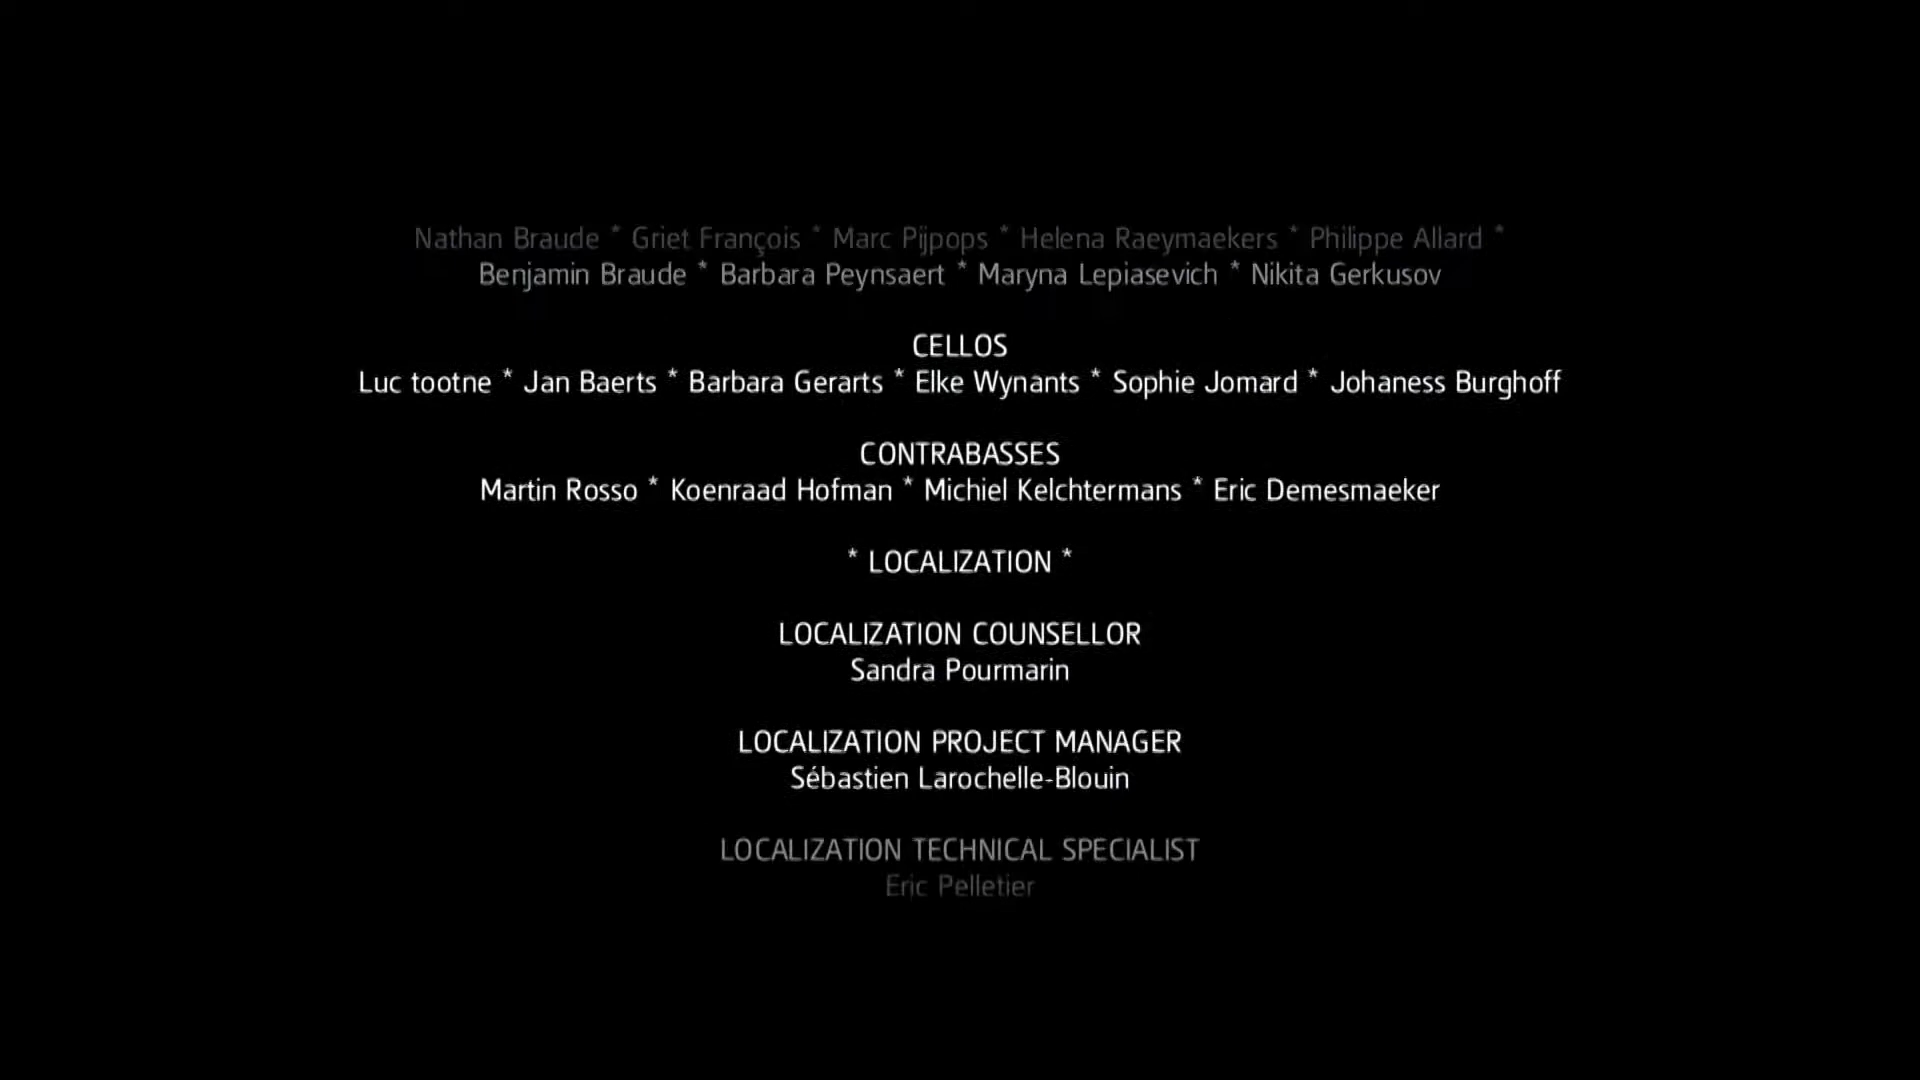 Nathan Braude * Griet François * Marc Pijpops * Helena Raeymaekers * Philippe Allard *
Benjamin Braude * Barbara Peynsaert * Maryna Lepiasevich * Nikita Gerkusov
CELLOS
Luc tootne * Jan Baerts * Barbara Gerarts * Elke Wynants * Sophie Jomard * Johaness Burghoff
CONTRABASSES
Martin Rosso * Koenraad Hofman * Michiel Kelchtermans * Eric Demesmaeker
* LOCALIZATION *
LOCALIZATION COUNSELLOR
Sandra Pourmarin
LOCALIZATION PROJECT MANAGER
Sébastien Larochelle-Blouin
LOCALIZATION TECHNICAL SPECIALIST
Eric Pelletier